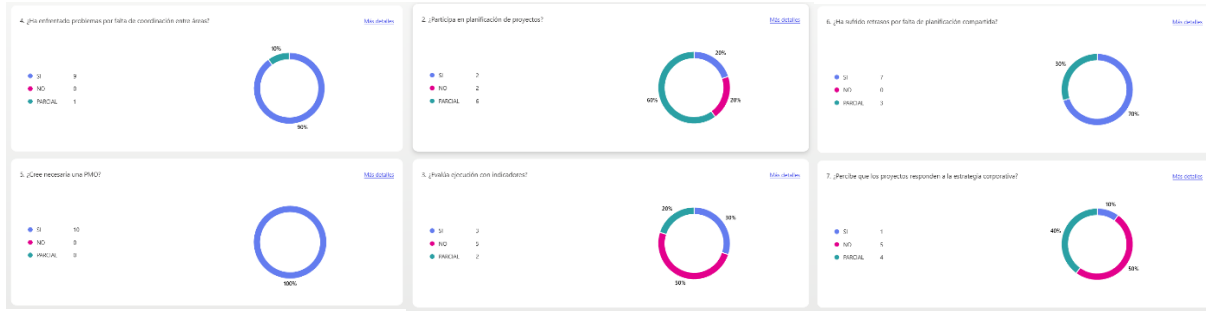 4. ¿Ha enfrentado problemas por falta de coordinación entre áreas?
Más detalles
SI 9
NO 0
PARCIAL 1
10%
90%
2. ¿Participa en planificación de proyectos?
Más detalles
SI 2
NO 2
PARCIAL 6
20%
20%
60%
6. ¿Ha sufrido retrasos por falta de planificación compartida?
Más detalles
SI 7
NO 0
PARCIAL 3
30%
70%
5. ¿Cree necesaria una PMO?
Más detalles
SI 10
NO 0
PARCIAL 0
100%
3. ¿Evalúa ejecución con indicadores?
Más detalles
SI 3
NO 5
PARCIAL 2
20%
30%
50%
7. ¿Percibe que los proyectos responden a la estrategia corporativa?
Más detalles
SI 1
NO 5
PARCIAL 4
10%
40%
50%